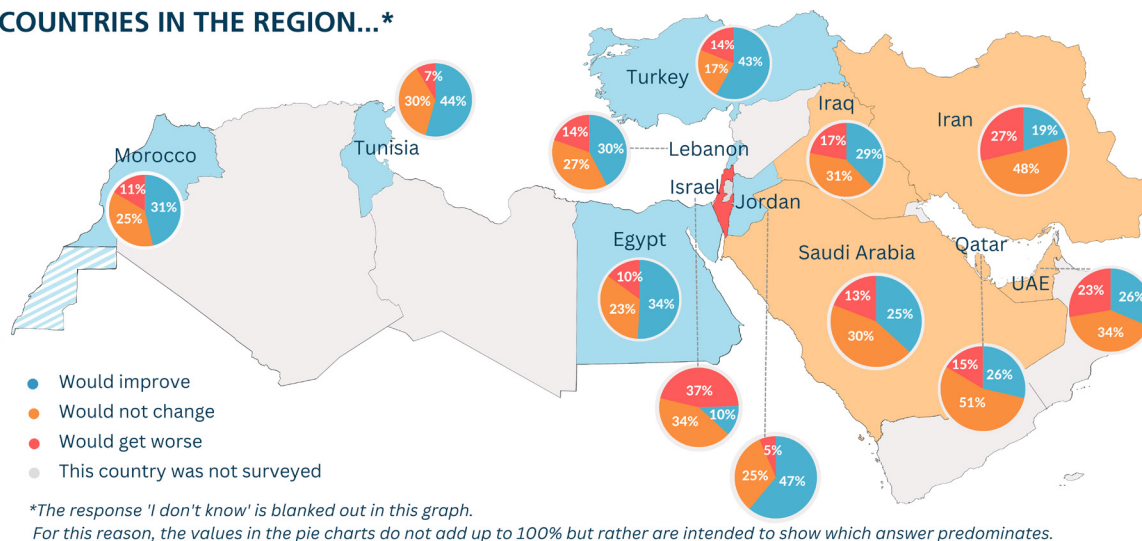 COUNTRIES IN THE REGION...*
14%
43%
17%
Turkey
7%
30%
44%
Tunisia
Iraq
17%
29%
31%
Iran
27%
19%
48%
14%
30%
27%
Lebanon
Morocco
11%
31%
25%
Israel
Jordan
Egypt
10%
34%
23%
Saudi Arabia
13%
25%
30%
Qatar
UAE
23%
26%
34%
15%
26%
51%
37%
34%
10%
5%
25%
47%
Would improve
Would not change
Would get worse
This country was not surveyed
*The response 'I don't know' is blanked out in this graph.
For this reason, the values in the pie charts do not add up to 100% but rather are intended to show which answer predominates.